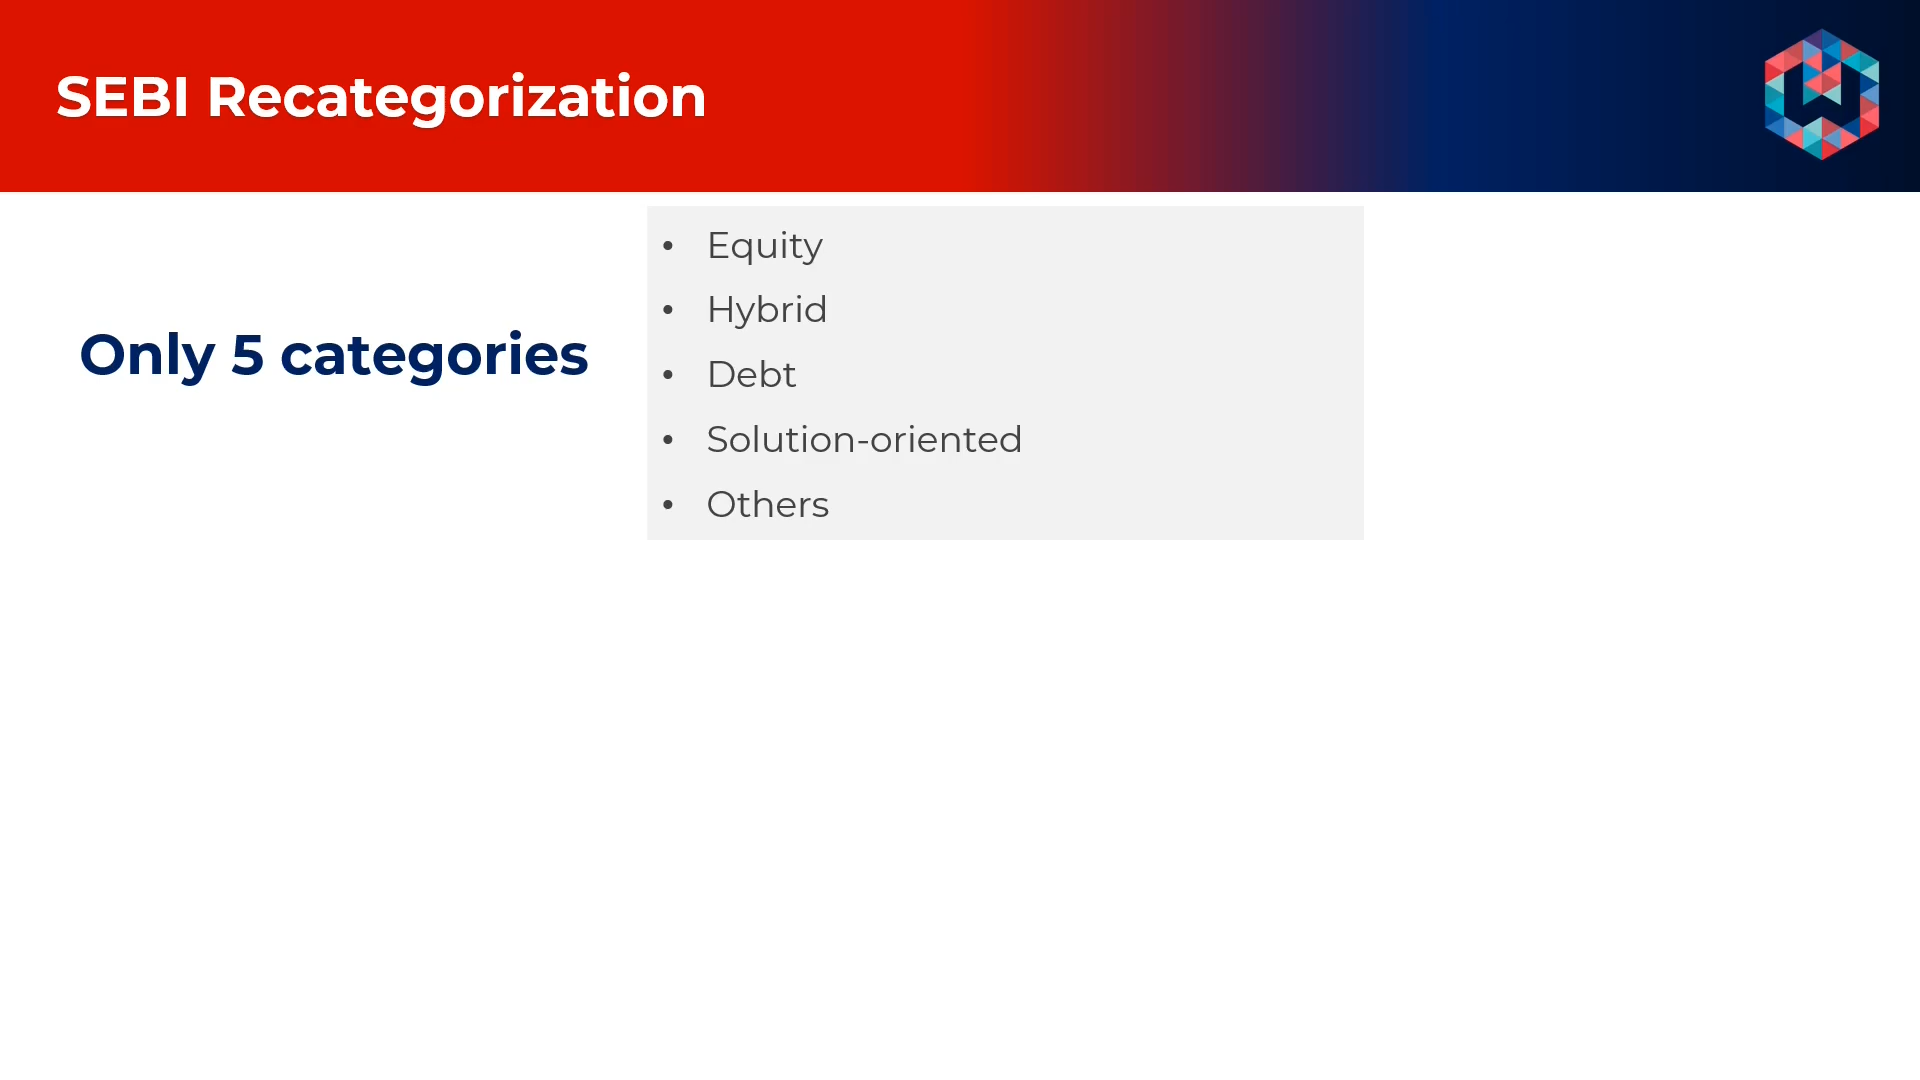 SEBI Recategorization
Only 5 categories
• Equity
• Hybrid
• Debt
• Solution-oriented
• Others